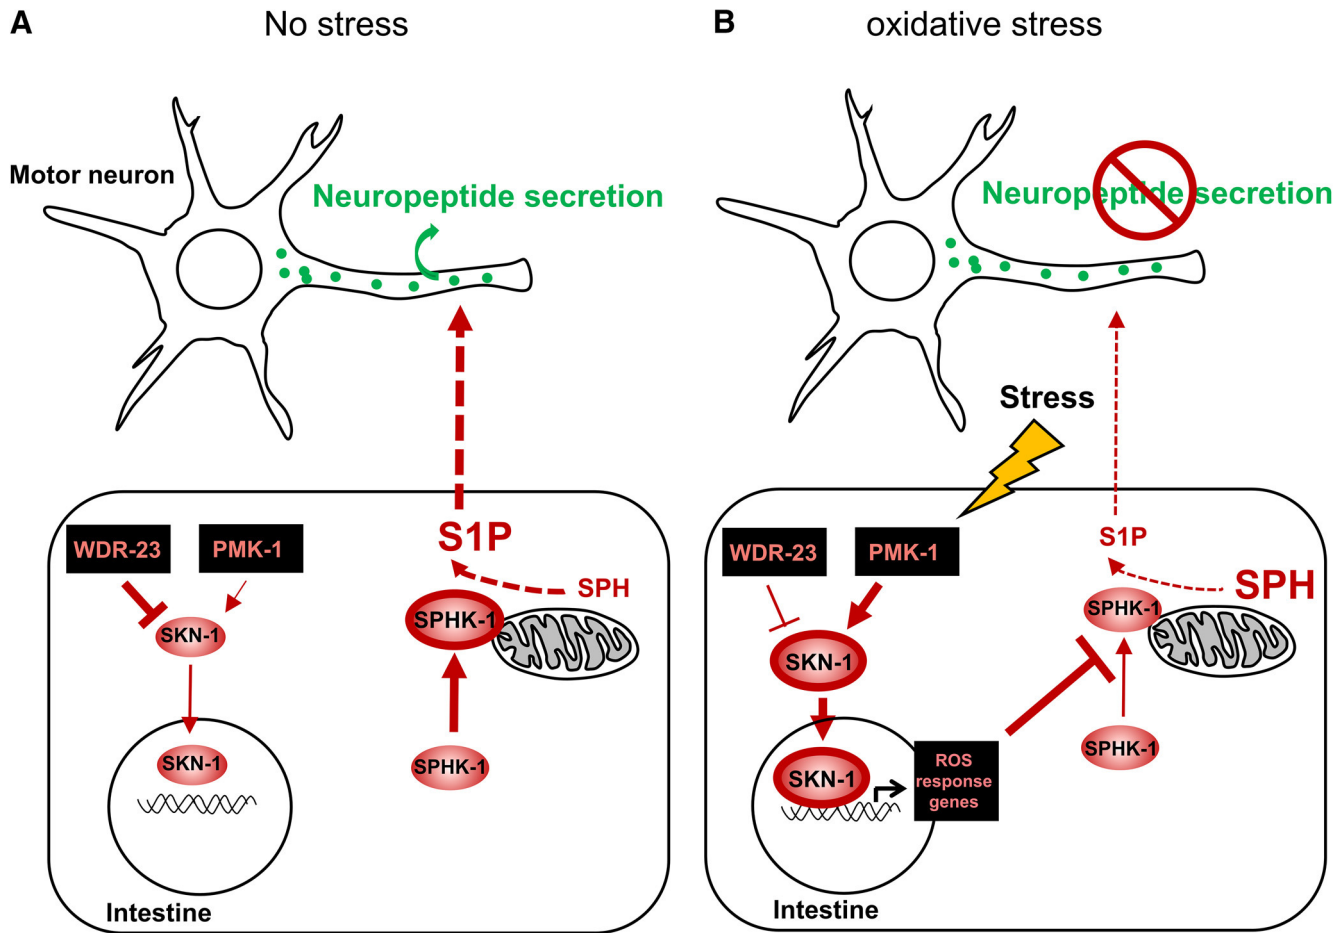 A
No stress
Motor neuron
Neuropeptide secretion
WDR-23
PMK-1
S1P
SPH
SKN-1
SPHK-1
SKN-1
SPHK-1
Intestine
B
oxidative stress
Neuropeptide secretion
Stress
WDR-23
PMK-1
S1P
SPH
SPHK-1
SKN-1
SPHK-1
SKN-1
ROS
response
genes
Intestine